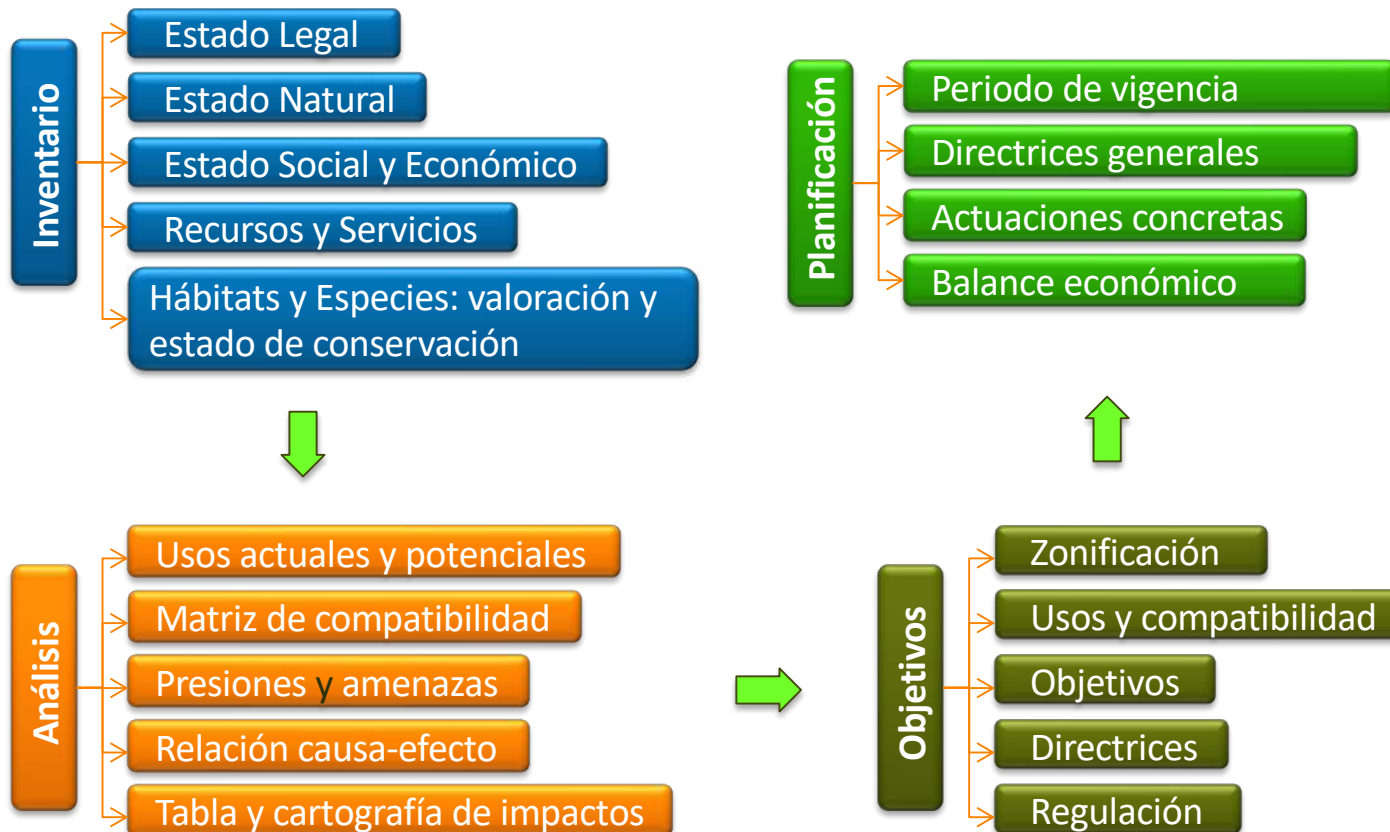 Inventario
Estado Legal
Estado Natural
Estado Social y Económico
Recursos y Servicios
Hábitats y Especies: valoración y
estado de conservación
Análisis
Usos actuales y potenciales
Matriz de compatibilidad
Presiones y amenazas
Relación causa-efecto
Tabla y cartografía de impactos
Objetivos
Zonificación
Usos y compatibilidad
Objetivos
Directrices
Regulación
Planificación
Periodo de vigencia
Directrices generales
Actuaciones concretas
Balance económico